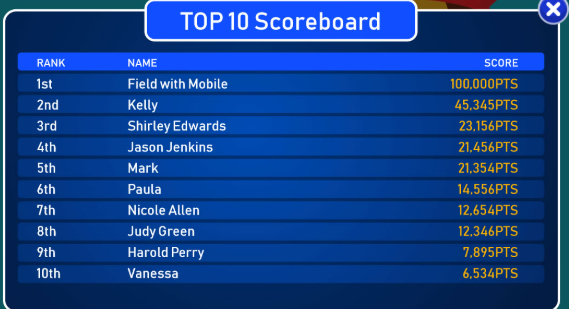 TOP 10 Scoreboard
RANK NAME SCORE
1st Field with Mobile 100,000PTS
2nd Kelly 45,345PTS
3rd Shirley Edwards 23,156PTS
4th Jason Jenkins 21,456PTS
5th Mark 21,354PTS
6th Paula 14,556PTS
7th Nicole Allen 12,654PTS
8th Judy Green 12,346PTS
9th Harold Perry 7,895PTS
10th Vanessa 6,534PTS